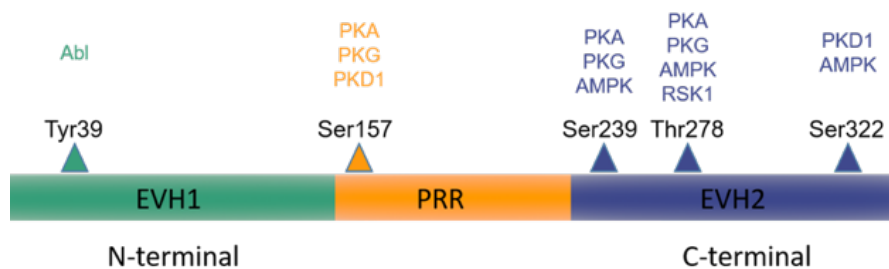 Abl
PKA
PKG
PKD1
PKA
PKG
AMPK
PKA
PKG
AMPK
RSK1
PKD1
AMPK
Tyr39 Ser157 Ser239 Thr278 Ser322
EVH1 PRR EVH2
N-terminal C-terminal